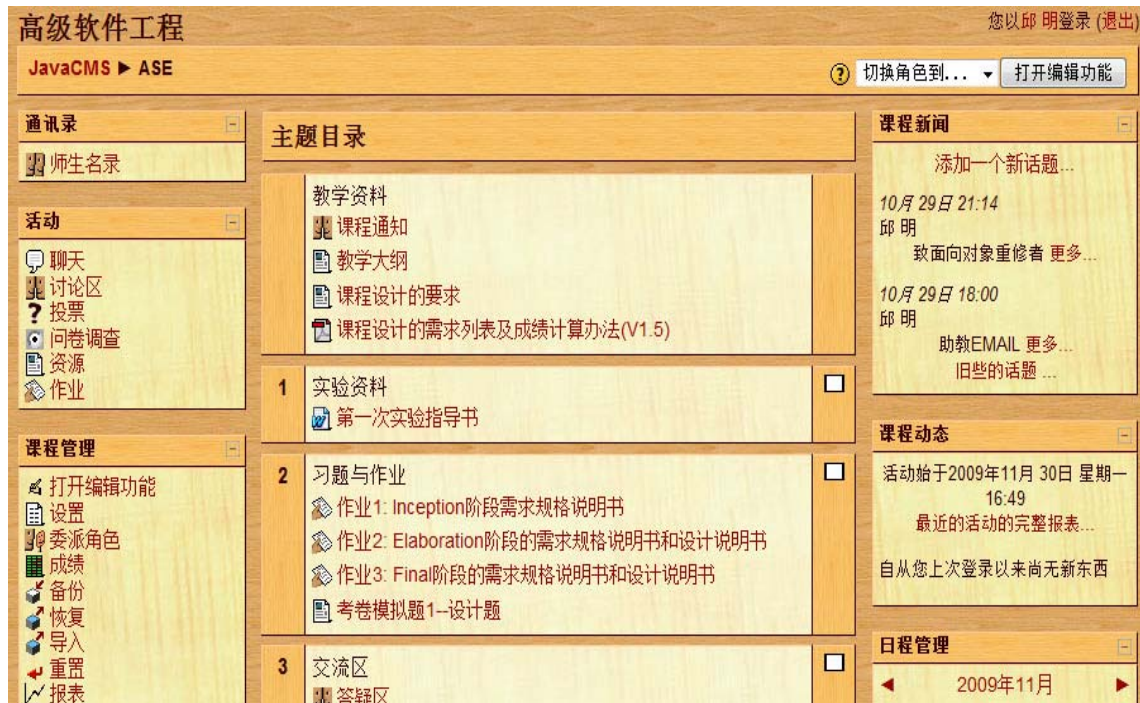 高级软件工程
您以邱 明登录 (退出)
JavaCMS ► ASE
切换角色到...
打开编辑功能
通讯录
师生名录
活动
聊天
讨论区
投票
问卷调查
资源
作业
课程管理
打开编辑功能
设置
委派角色
成绩
备份
恢复
导入
重置
报表
主题目录
教学资料
课程通知
教学大纲
课程设计的要求
课程设计的需求列表及成绩计算办法(V1.5)
1
实验资料
第一次实验指导书
2
习题与作业
作业1: Inception阶段需求规格说明书
作业2: Elaboration阶段的需求规格说明书和设计说明书
作业3: Final阶段的需求规格说明书和设计说明书
考卷模拟题1--设计题
3
交流区
答疑区
课程新闻
添加一个新话题...
10月 29日 21:14
邱 明
致面向对象重修者 更多...
10月 29日 18:00
邱 明
助教EMAIL 更多...
旧些的话题 ...
课程动态
活动始于2009年11月 30日 星期一
16:49
最近的活动的完整报表...
自从您上次登录以来尚无新东西
日程管理
◄ 2009年11月 ►